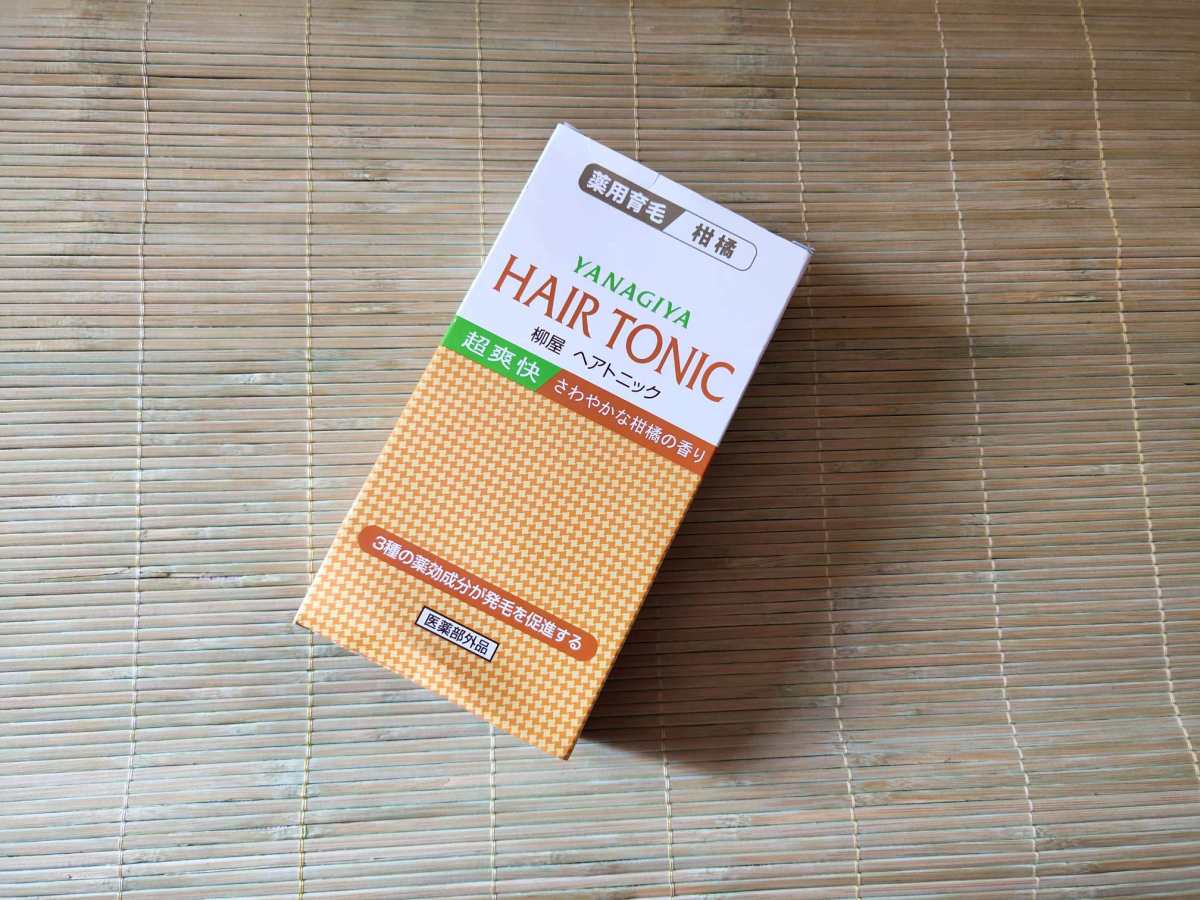 薬用育毛 柑橘
YANAGIYA
HAIR TONIC
柳屋 ヘアトニック
超爽快 さわやかな柑橘の香り
3種の薬効成分が発毛を促進する
医薬部外品